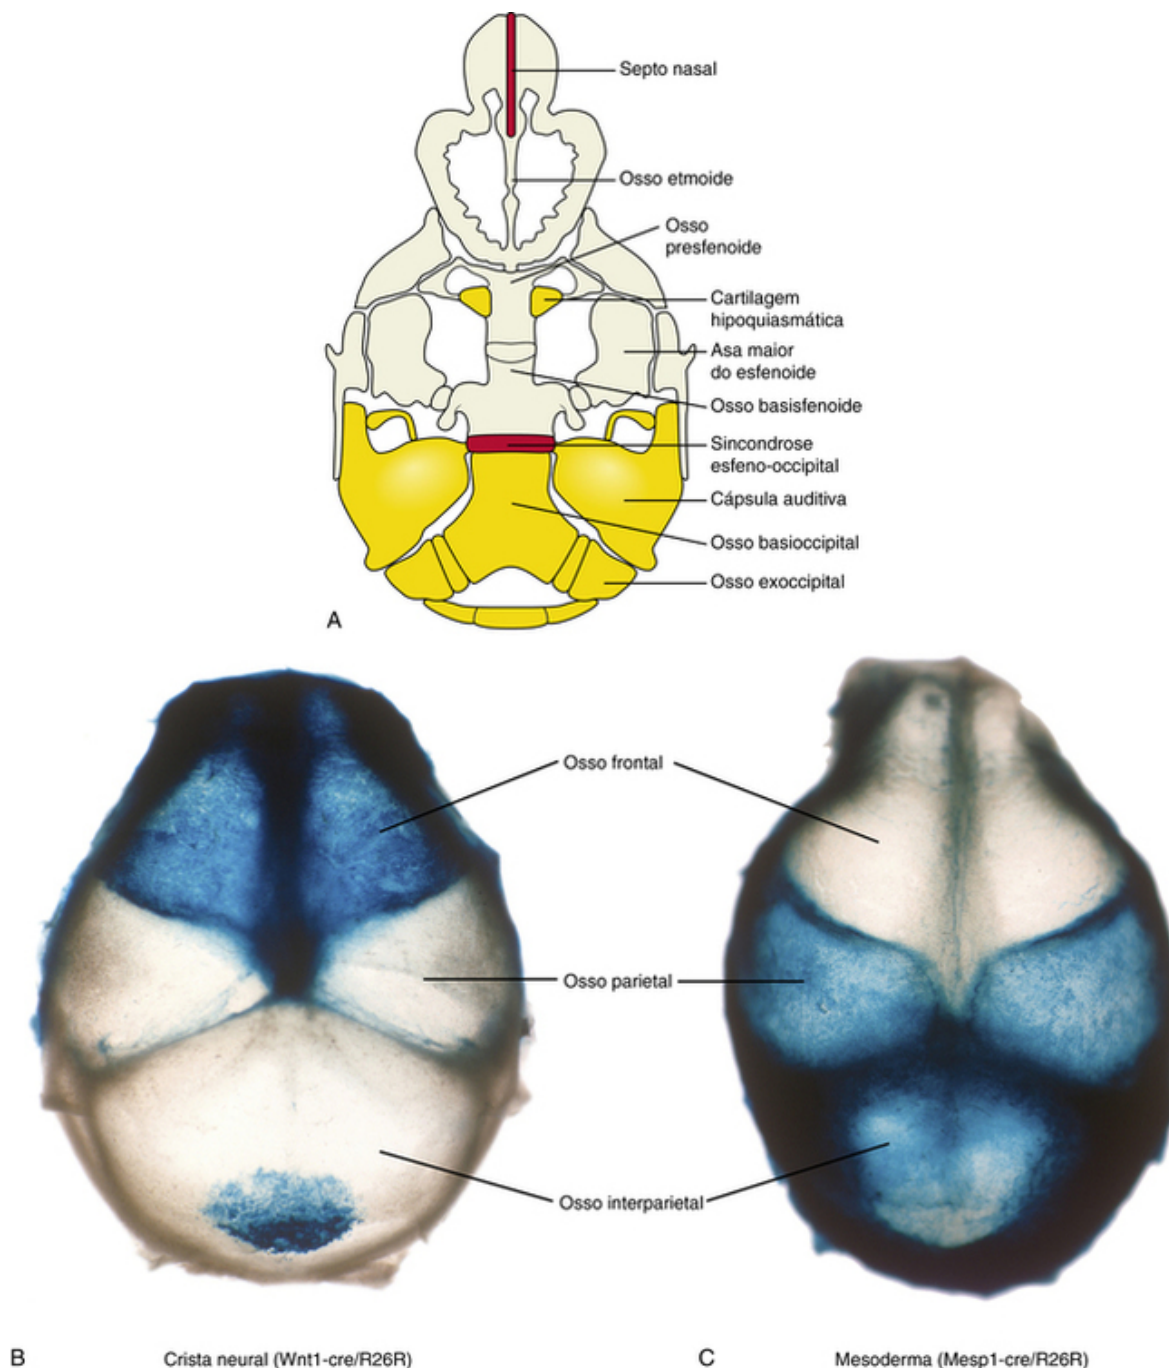 Septo nasal
Osso etmoide
Osso
presfenoide
Cartilagem
hipoquiasmática
Asa maior
do esfenoide
Osso basisfenoide
Sincondrose
esfeno-occipital
Cápsula auditiva
Osso basioccipital
Osso exoccipital
A
Osso frontal
Osso parietal
Osso interparietal
B
Crista neural (Wnt1-cre/R26R)
C
Mesoderma (Mesp1-cre/R26R)